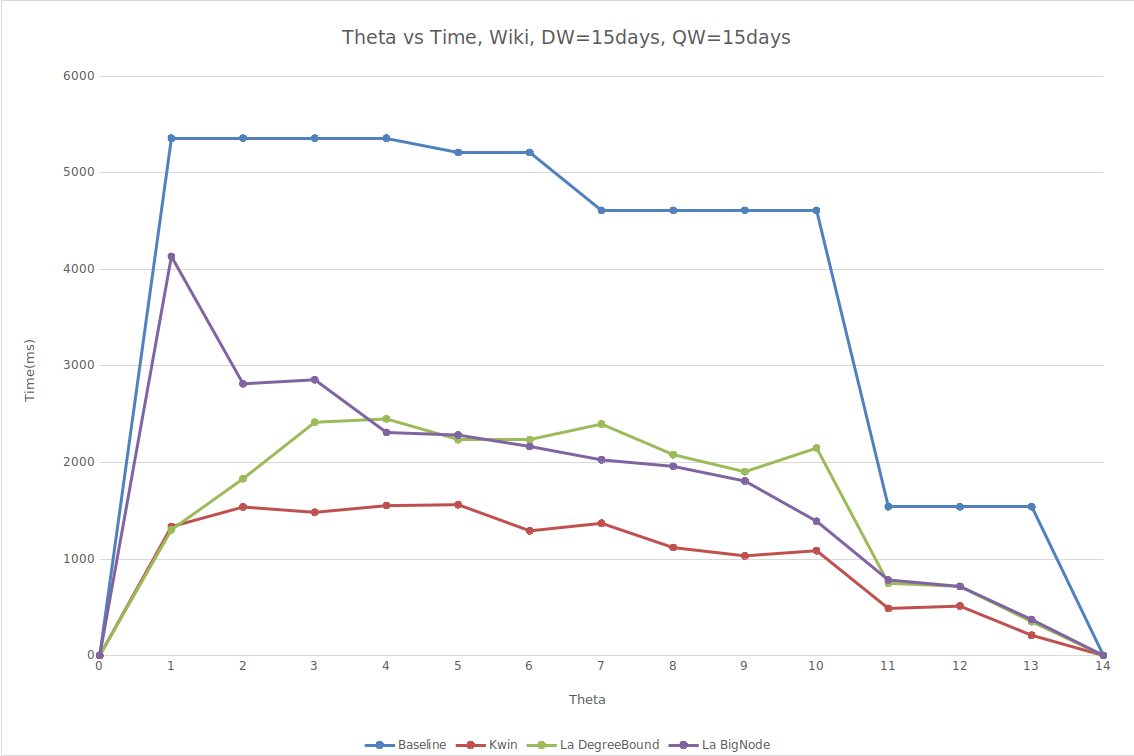 Theta vs Time, Wiki, DW=15days, QW=15days
6000
5000
4000
3000
2000
1000
0
Time(ms)
0 1 2 3 4 5 6 7 8 9 10 11 12 13 14
Theta
Baseline Kwin La DegreeBound La BigNode